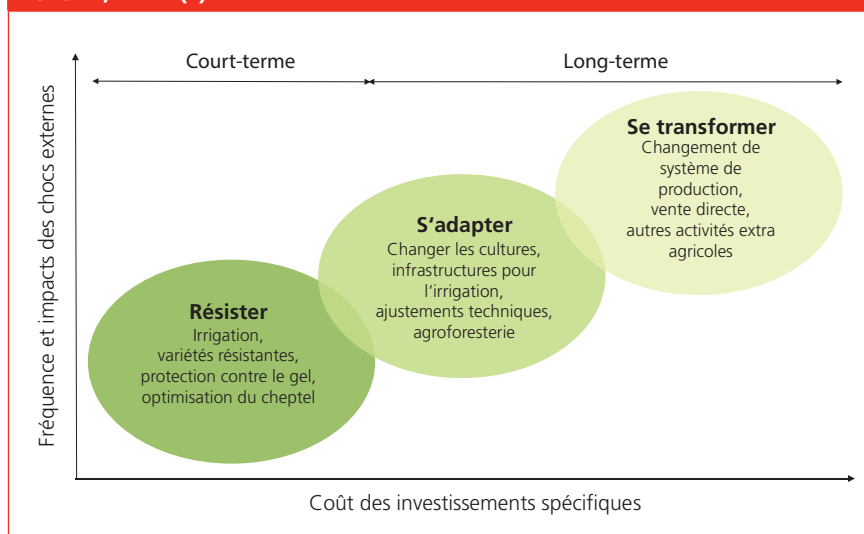 Court-terme
Long-terme
Fréquence et impacts des chocs externes
Se transformer
Changement de
système de
production,
vente directe,
autres activités extra
agricoles
S‘adapter
Changer les cultures,
infrastructures pour
l’irrigation,
ajustements techniques,
agroforesterie
Résister
Irrigation,
variétés résistantes,
protection contre le gel,
optimisation du cheptel
Coût des investissements spécifiques